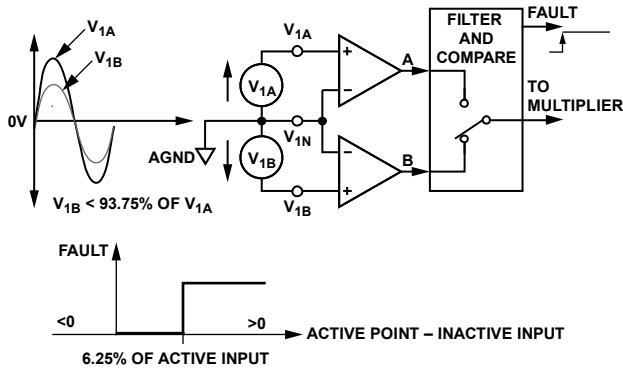 V1A
V1B
0V
V1B < 93.75% OF V1A
V1A
V1A
V1N
AGND
V1B
V1B
+
−
−
+
A
B
FILTER
AND
COMPARE
FAULT
TO
MULTIPLIER
FAULT
<0
>0
ACTIVE POINT – INACTIVE INPUT
6.25% OF ACTIVE INPUT